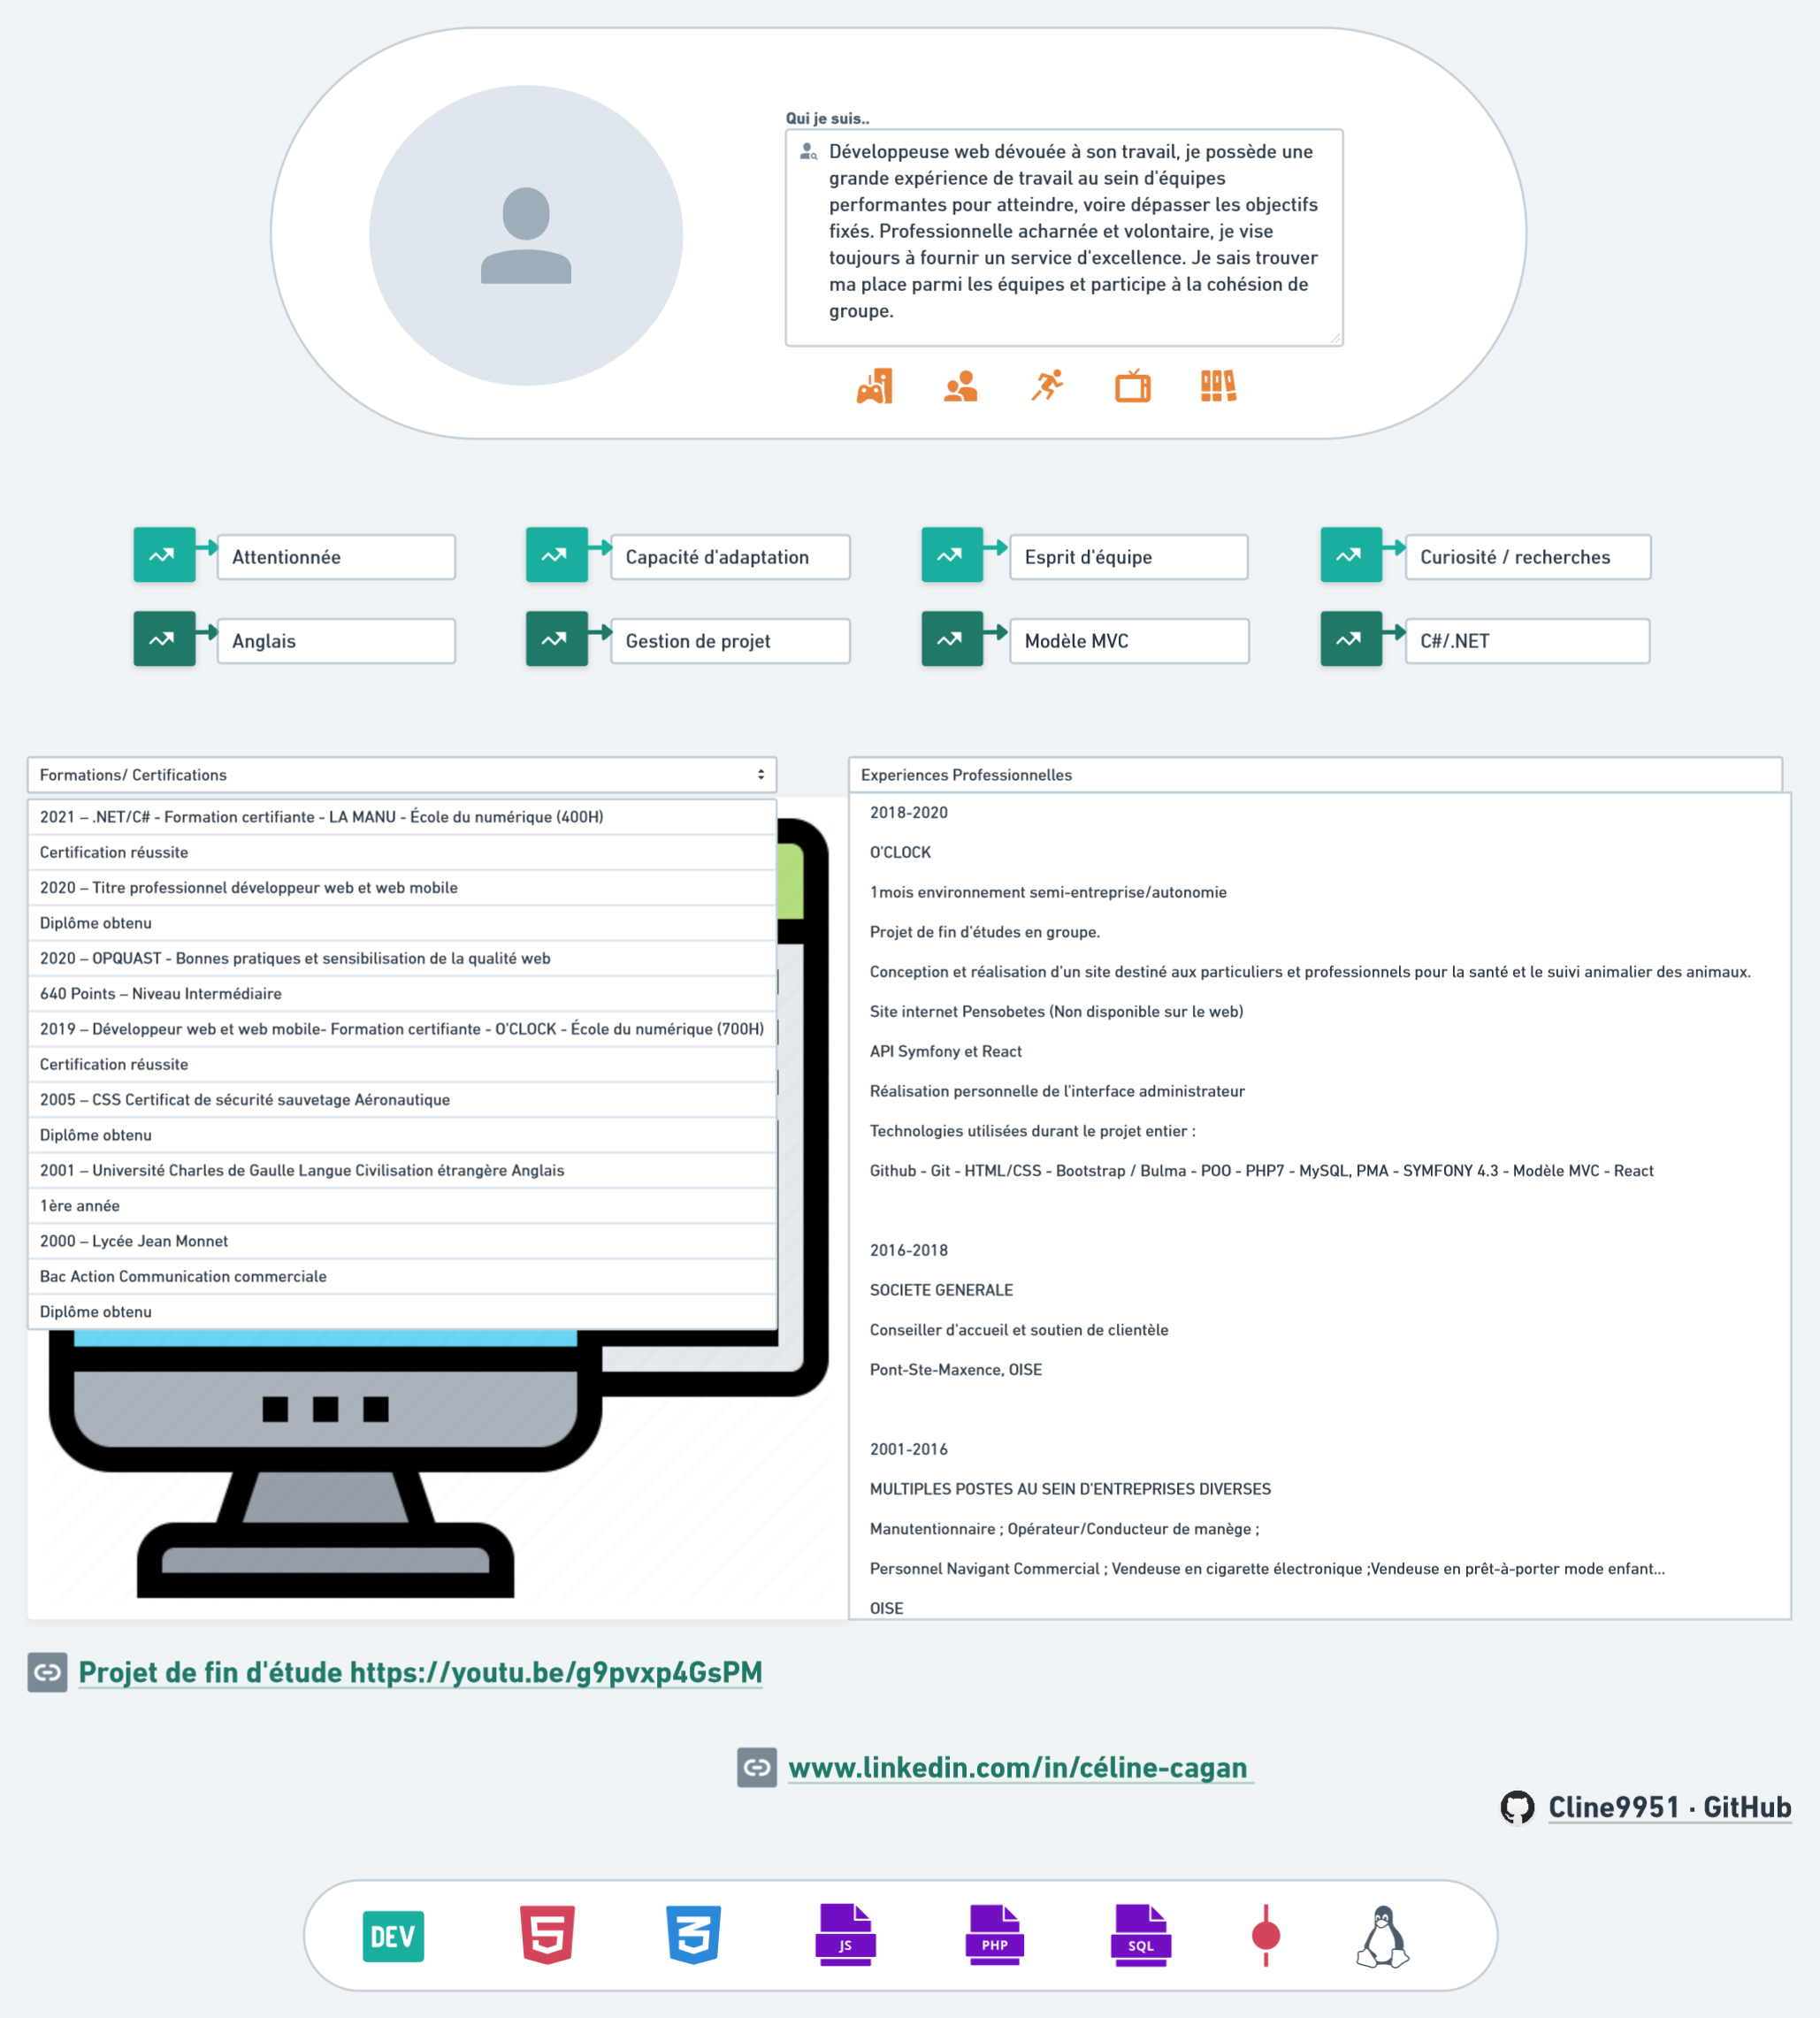 Qui je suis..
Développeuse web dévouée à son travail, je possède une
grande expérience de travail au sein d'équipes
performantes pour atteindre, voire dépasser les objectifs
fixés. Professionnelle acharnée et volontaire, je vise
toujours à fournir un service d'excellence. Je sais trouver
ma place parmi les équipes et participe à la cohésion de
groupe.
Attentionnée
Capacité d'adaptation
Esprit d'équipe
Curiosité / recherches
Anglais
Gestion de projet
Modèle MVC
C#/.NET
Formations/ Certifications
2021 – .NET/C# - Formation certifiante - LA MANU - École du numérique (400H)
Certification réussite
2020 – Titre professionnel développeur web et web mobile
Diplôme obtenu
2020 – OPQUAST - Bonnes pratiques et sensibilisation de la qualité web
640 Points – Niveau Intermédiaire
2019 – Développeur web et web mobile- Formation certifiante - O'CLOCK - École du numérique (700H)
Certification réussite
2005 – CSS Certificat de sécurité sauvetage Aéronautique
Diplôme obtenu
2001 – Université Charles de Gaulle Langue Civilisation étrangère Anglais
1ère année
2000 – Lycée Jean Monnet
Bac Action Communication commerciale
Diplôme obtenu
Experiences Professionnelles
2018-2020
O'CLOCK
1mois environnement semi-entreprise/autonomie
Projet de fin d'études en groupe.
Conception et réalisation d'un site destiné aux particuliers et professionnels pour la santé et le suivi animalier des animaux.
Site internet Pensobetes (Non disponible sur le web)
API Symfony et React
Réalisation personnelle de l'interface administrateur
Technologies utilisées durant le projet entier :
Github - Git - HTML/CSS - Bootstrap / Bulma - POO - PHP7 - MySQL, PMA - SYMFONY 4.3 - Modèle MVC - React
2016-2018
SOCIETE GENERALE
Conseiller d'accueil et soutien de clientèle
Pont-Ste-Maxence, OISE
2001-2016
MULTIPLES POSTES AU SEIN D'ENTREPRISES DIVERSES
Manutentionnaire ; Opérateur/Conducteur de manège ;
Personnel Navigant Commercial ; Vendeuse en cigarette électronique ;Vendeuse en prêt-à-porter mode enfant...
OISE
Projet de fin d'étude https://youtu.be/g9pvxp4GsPM
www.linkedin.com/in/céline-cagan
Cline9951 · GitHub
DEV
5
3
JS
PHP
SQL